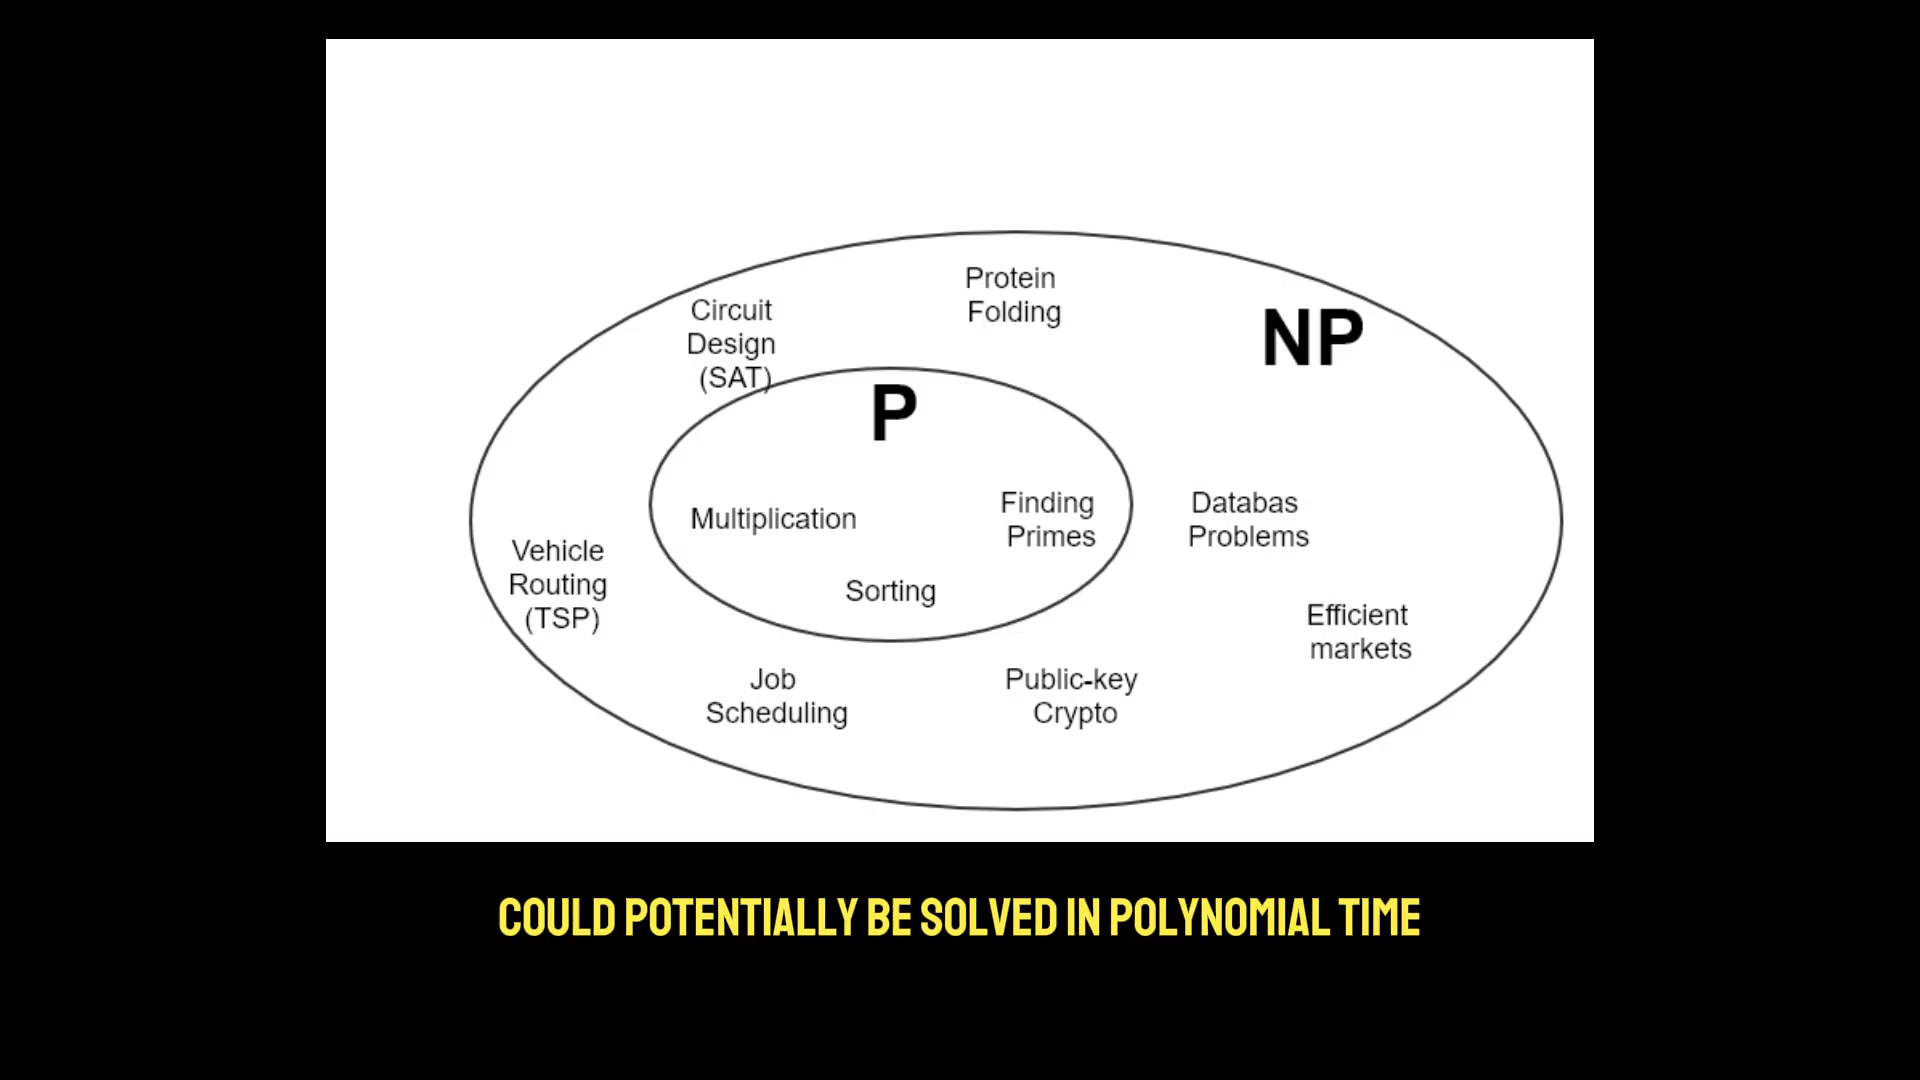 Protein
Folding
Circuit
Design
(SAT)
NP
P
Multiplication
Finding
Primes
Sorting
Databas
Problems
Vehicle
Routing
(TSP)
Efficient
markets
Job
Scheduling
Public-key
Crypto
COULD POTENTIALLY BE SOLVED IN POLYNOMIAL TIME